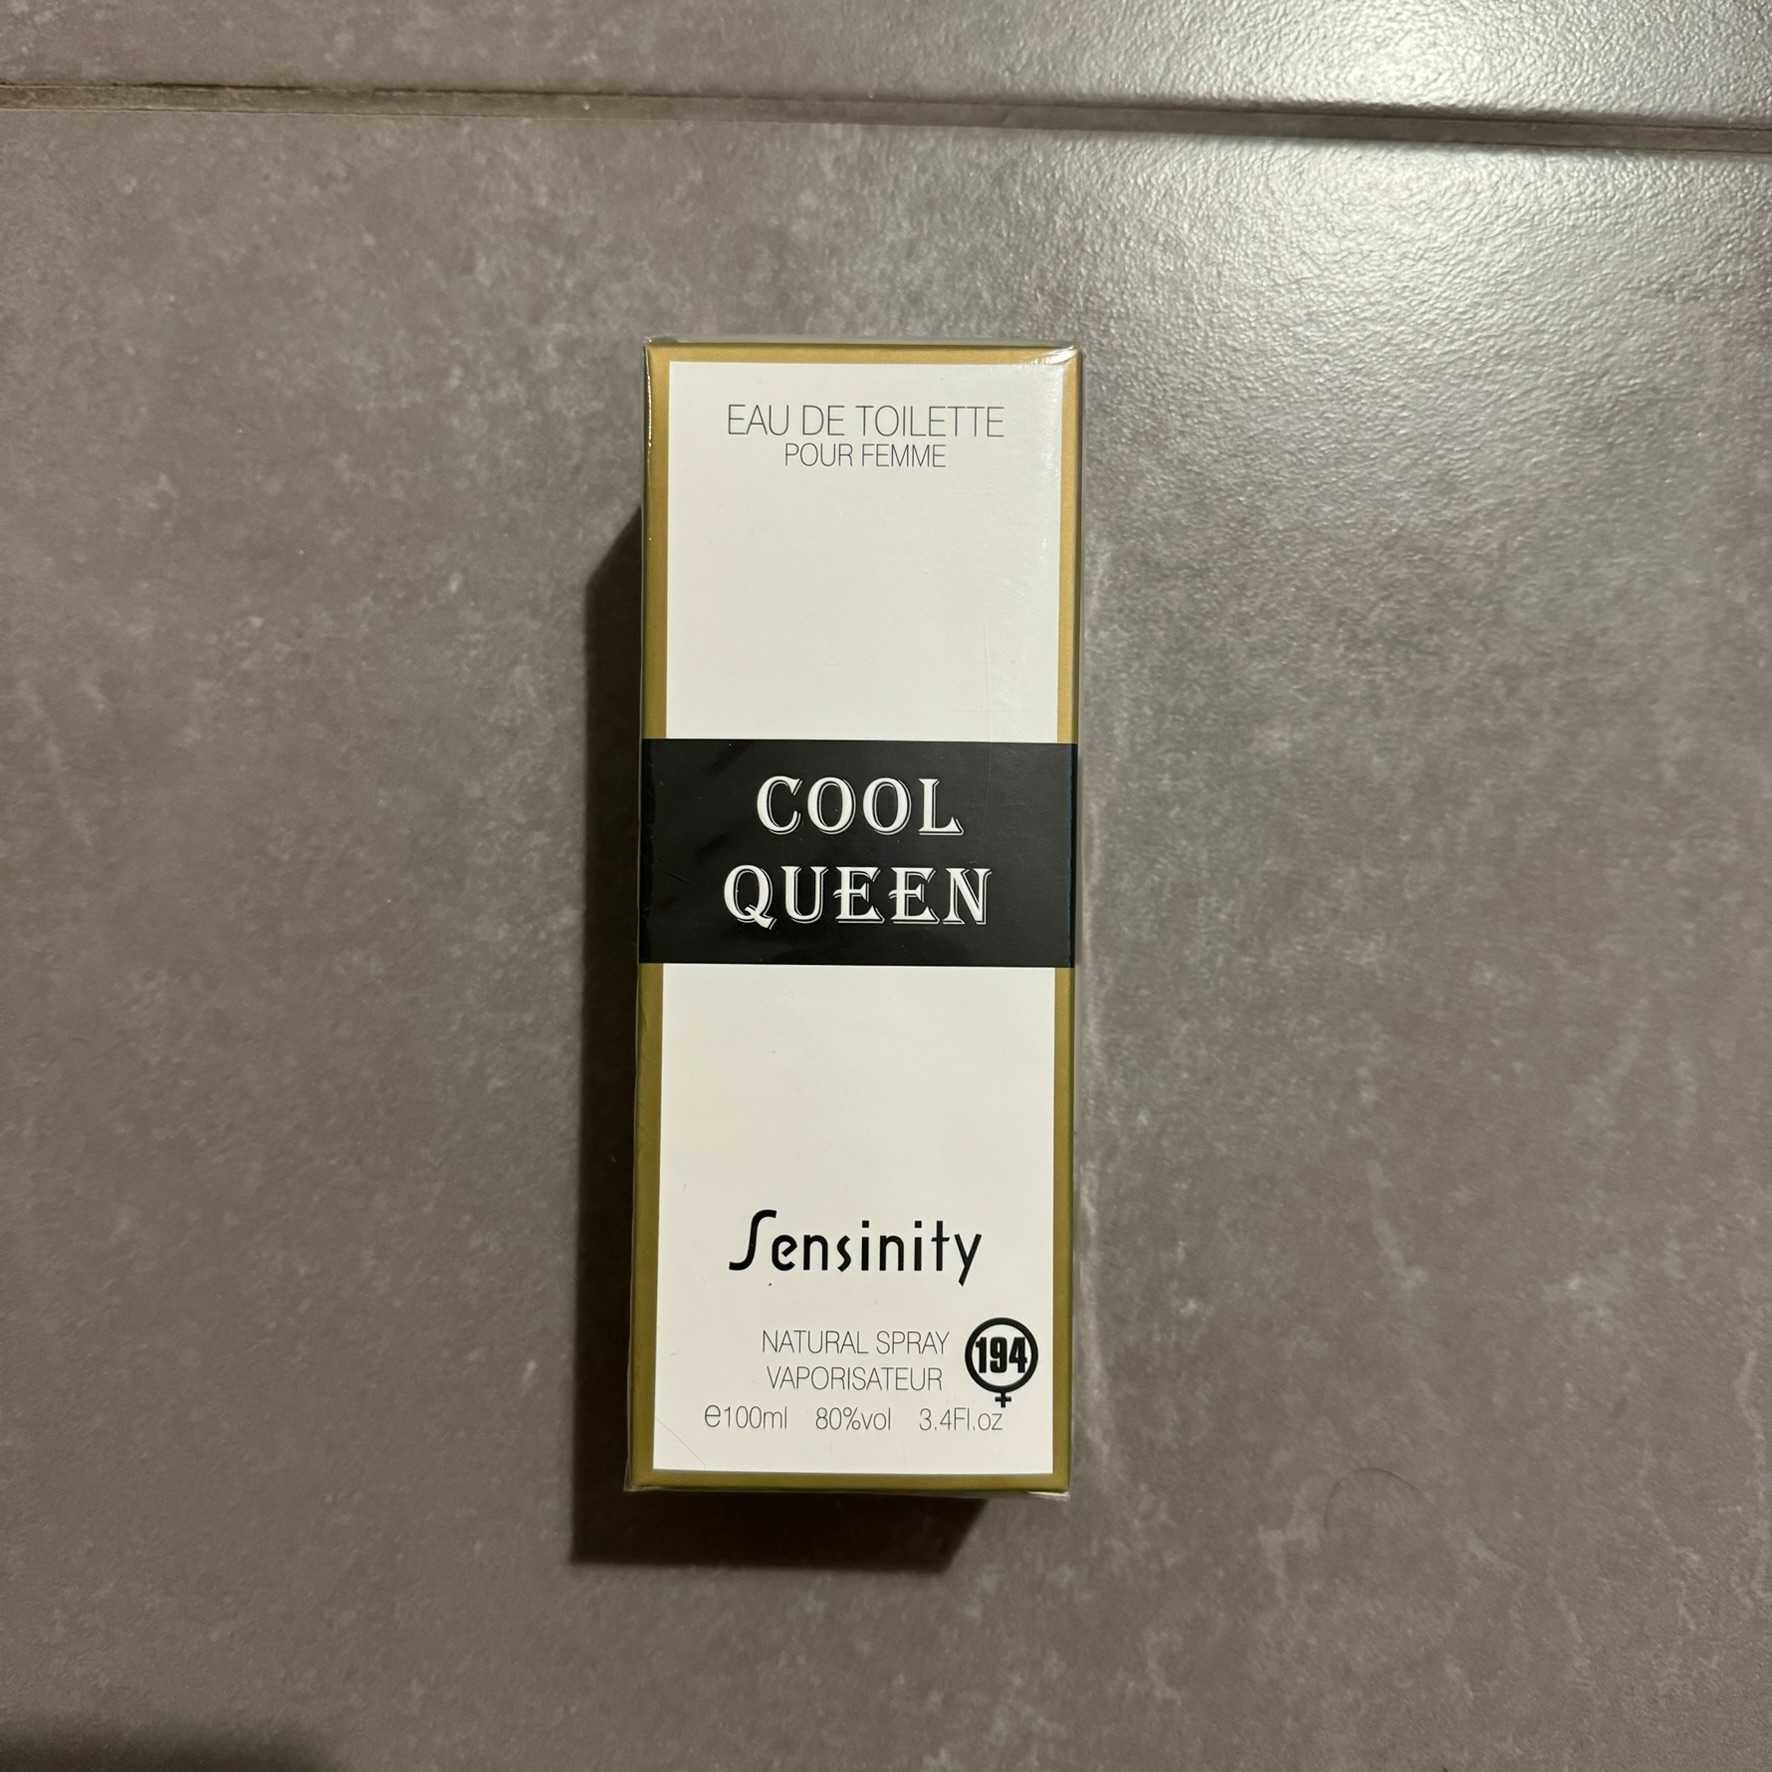 EAU DE TOILETTE
POUR FEMME
COOL
QUEEN
Sensinity
NATURAL SPRAY
VAPORISATEUR
194
℮100ml 80%vol 3.4Fl.oz